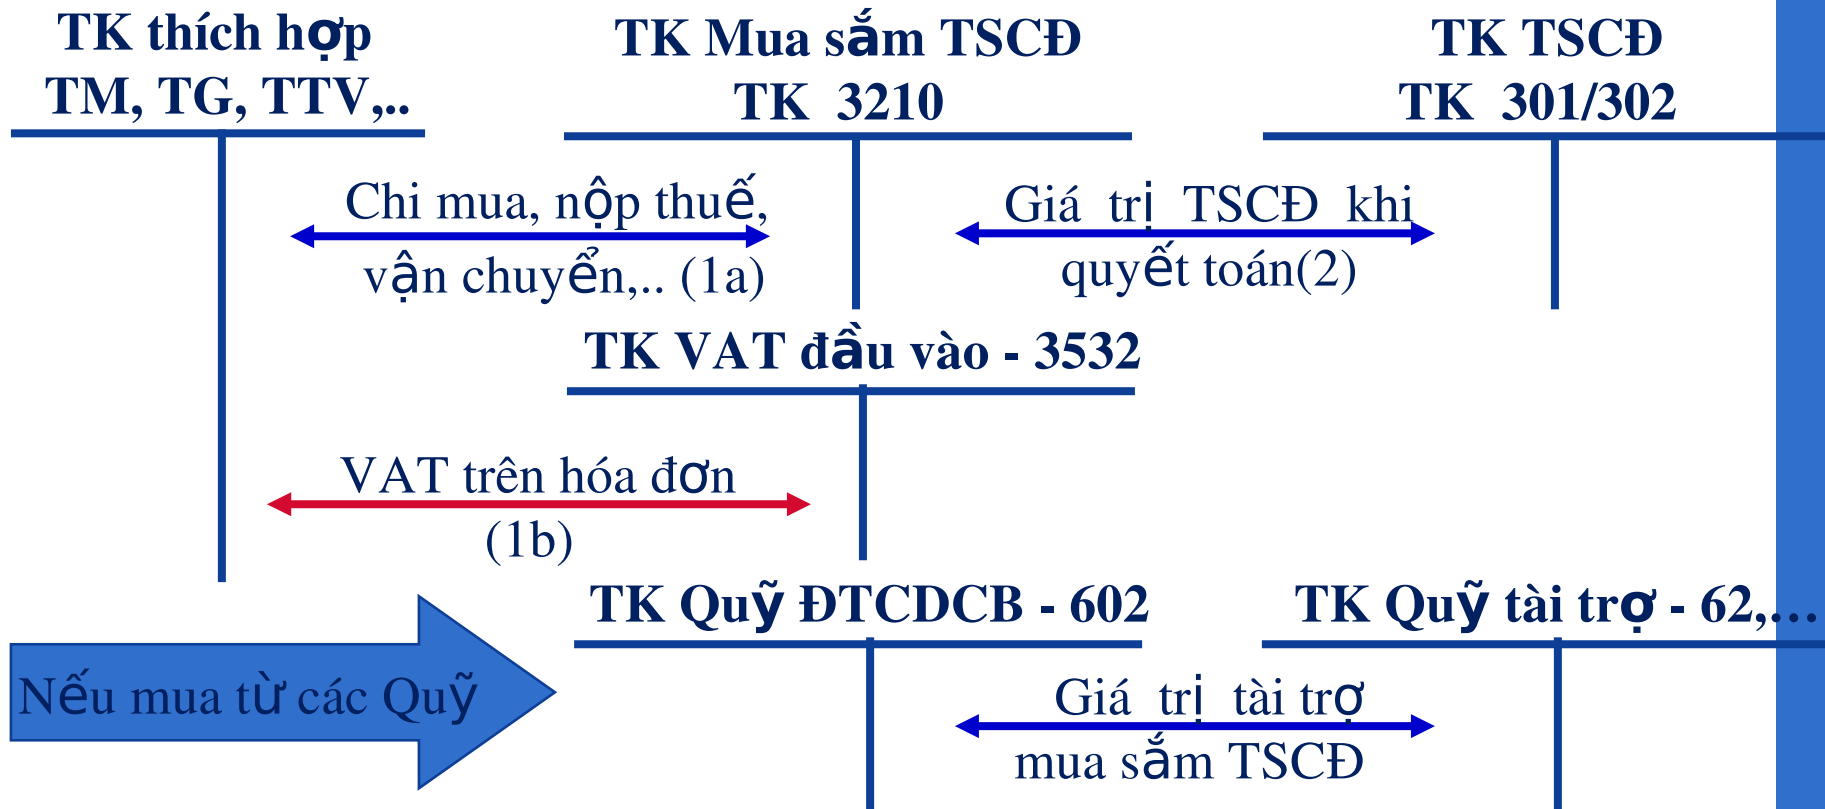 TK thích hợp
TM, TG, TTV,..
TK Mua sắm TSCĐ
TK 3210
TK TSCĐ
TK 301/302
Chi mua, nộp thuế,
vận chuyển,.. (1a)
Giá trị TSCĐ khi
quyết toán(2)
TK VAT đầu vào - 3532
VAT trên hóa đơn
(1b)
TK Quỹ ĐTCDCB - 602
TK Quỹ tài trợ - 62,…
Nếu mua từ các Quỹ
Giá trị tài trợ
mua sắm TSCĐ